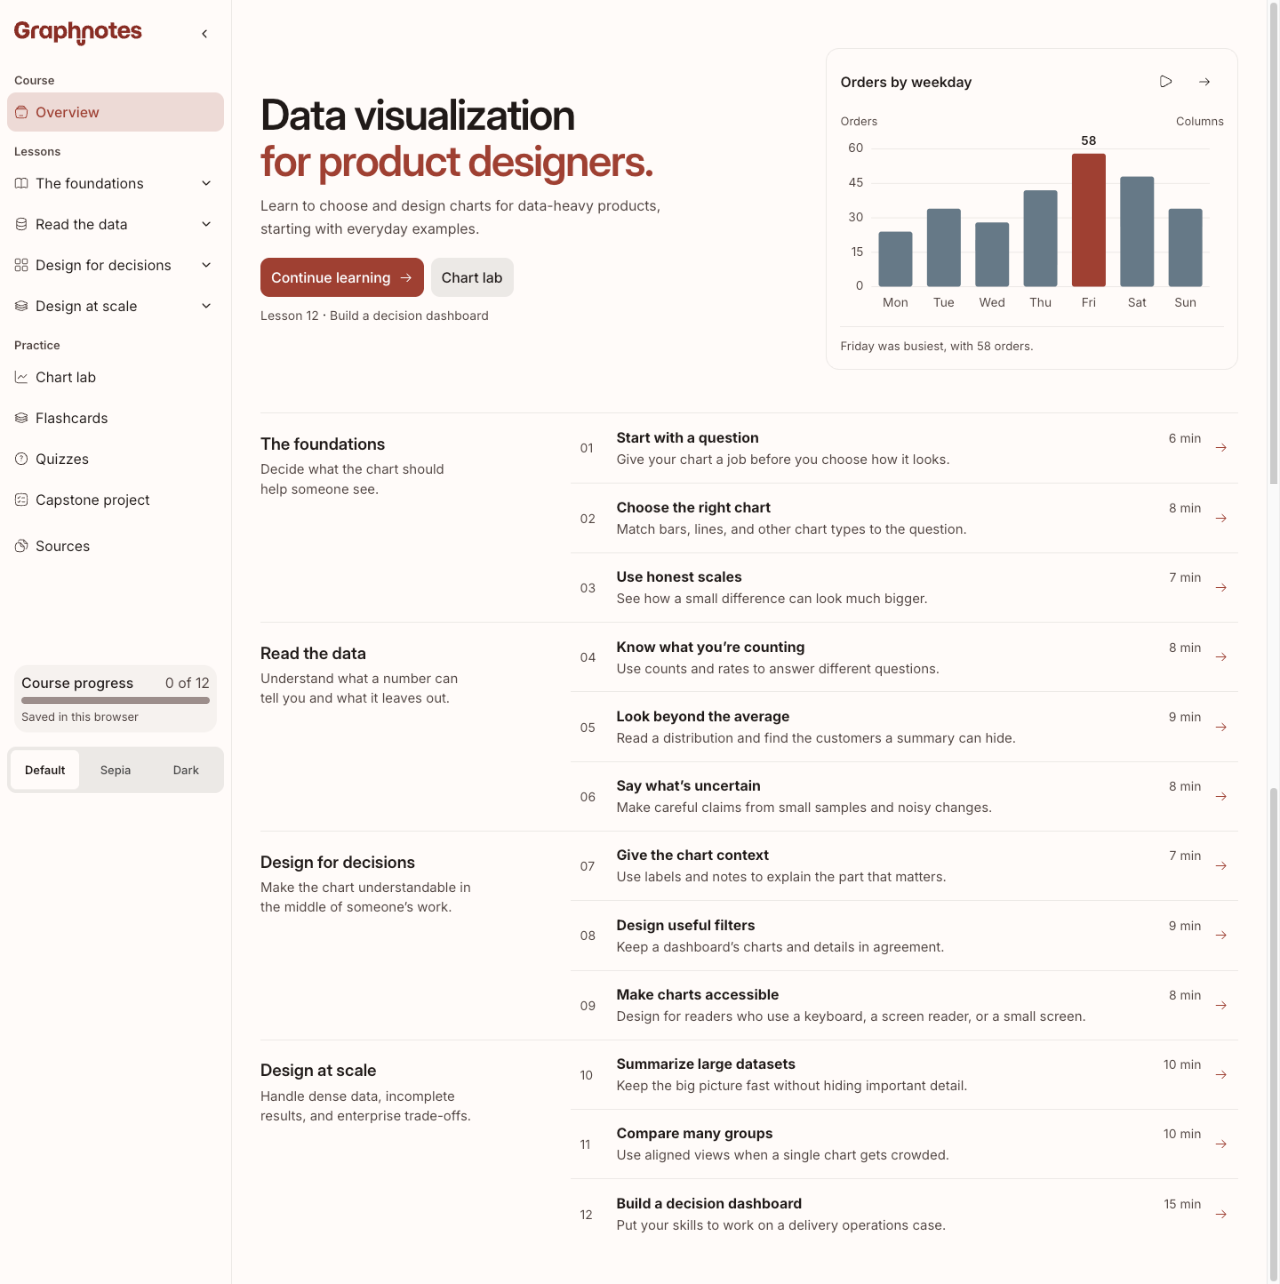 Graphnotes
Course
Overview
Lessons
The foundations
Read the data
Design for decisions
Design at scale
Practice
Chart lab
Flashcards
Quizzes
Capstone project
Sources
Course progress 0 of 12
Saved in this browser
Default Sepia Dark
Data visualization
for product designers.
Learn to choose and design charts for data-heavy products,
starting with everyday examples.
Continue learning → Chart lab
Lesson 12 · Build a decision dashboard
Orders by weekday
Orders Columns
58
60
45
30
15
0
Mon Tue Wed Thu Fri Sat Sun
Friday was busiest, with 58 orders.
The foundations
Decide what the chart should
help someone see.
01 Start with a question 6 min
Give your chart a job before you choose how it looks.
02 Choose the right chart 8 min
Match bars, lines, and other chart types to the question.
03 Use honest scales 7 min
See how a small difference can look much bigger.
Read the data
Understand what a number can
tell you and what it leaves out.
04 Know what you’re counting 8 min
Use counts and rates to answer different questions.
05 Look beyond the average 9 min
Read a distribution and find the customers a summary can hide.
06 Say what’s uncertain 8 min
Make careful claims from small samples and noisy changes.
Design for decisions
Make the chart understandable in
the middle of someone’s work.
07 Give the chart context 7 min
Use labels and notes to explain the part that matters.
08 Design useful filters 9 min
Keep a dashboard’s charts and details in agreement.
09 Make charts accessible 8 min
Design for readers who use a keyboard, a screen reader, or a small screen.
Design at scale
Handle dense data, incomplete
results, and enterprise trade-offs.
10 Summarize large datasets 10 min
Keep the big picture fast without hiding important detail.
11 Compare many groups 10 min
Use aligned views when a single chart gets crowded.
12 Build a decision dashboard 15 min
Put your skills to work on a delivery operations case.